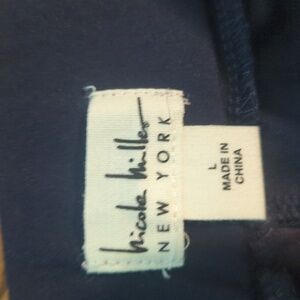 nicole miller
NEW YORK
L
MADE IN
CHINA